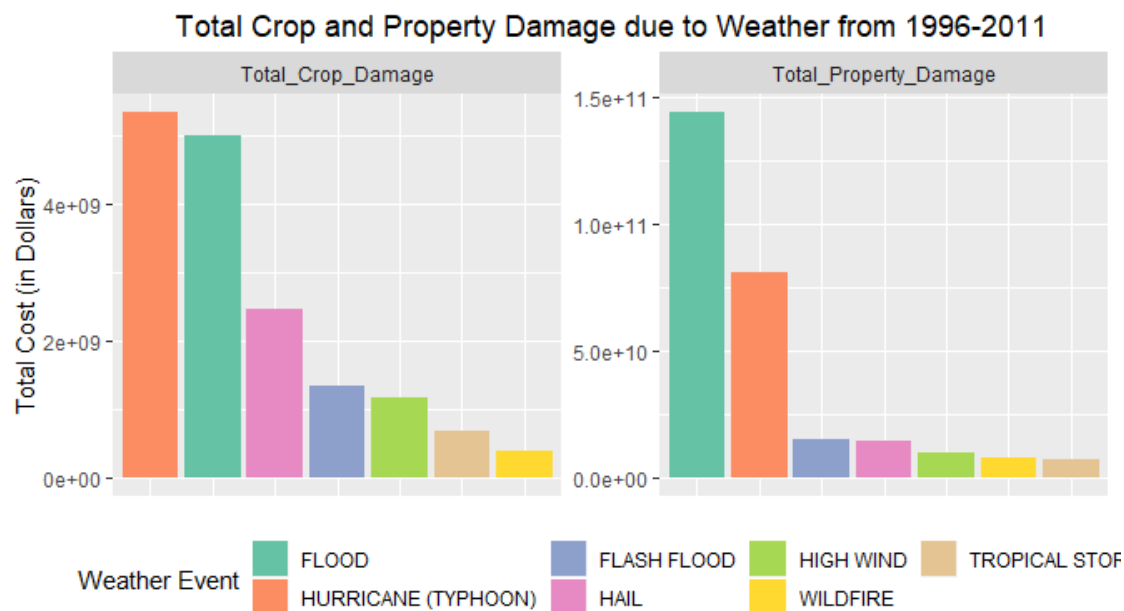 Total Crop and Property Damage due to Weather from 1996-2011
Total_Crop_Damage
Total_Property_Damage
Total Cost (in Dollars)
4e+09
2e+09
0e+00
1.5e+11
1.0e+11
5.0e+10
0.0e+00
Weather Event
FLOOD
HURRICANE (TYPHOON)
FLASH FLOOD
HAIL
HIGH WIND
WILDFIRE
TROPICAL STOR